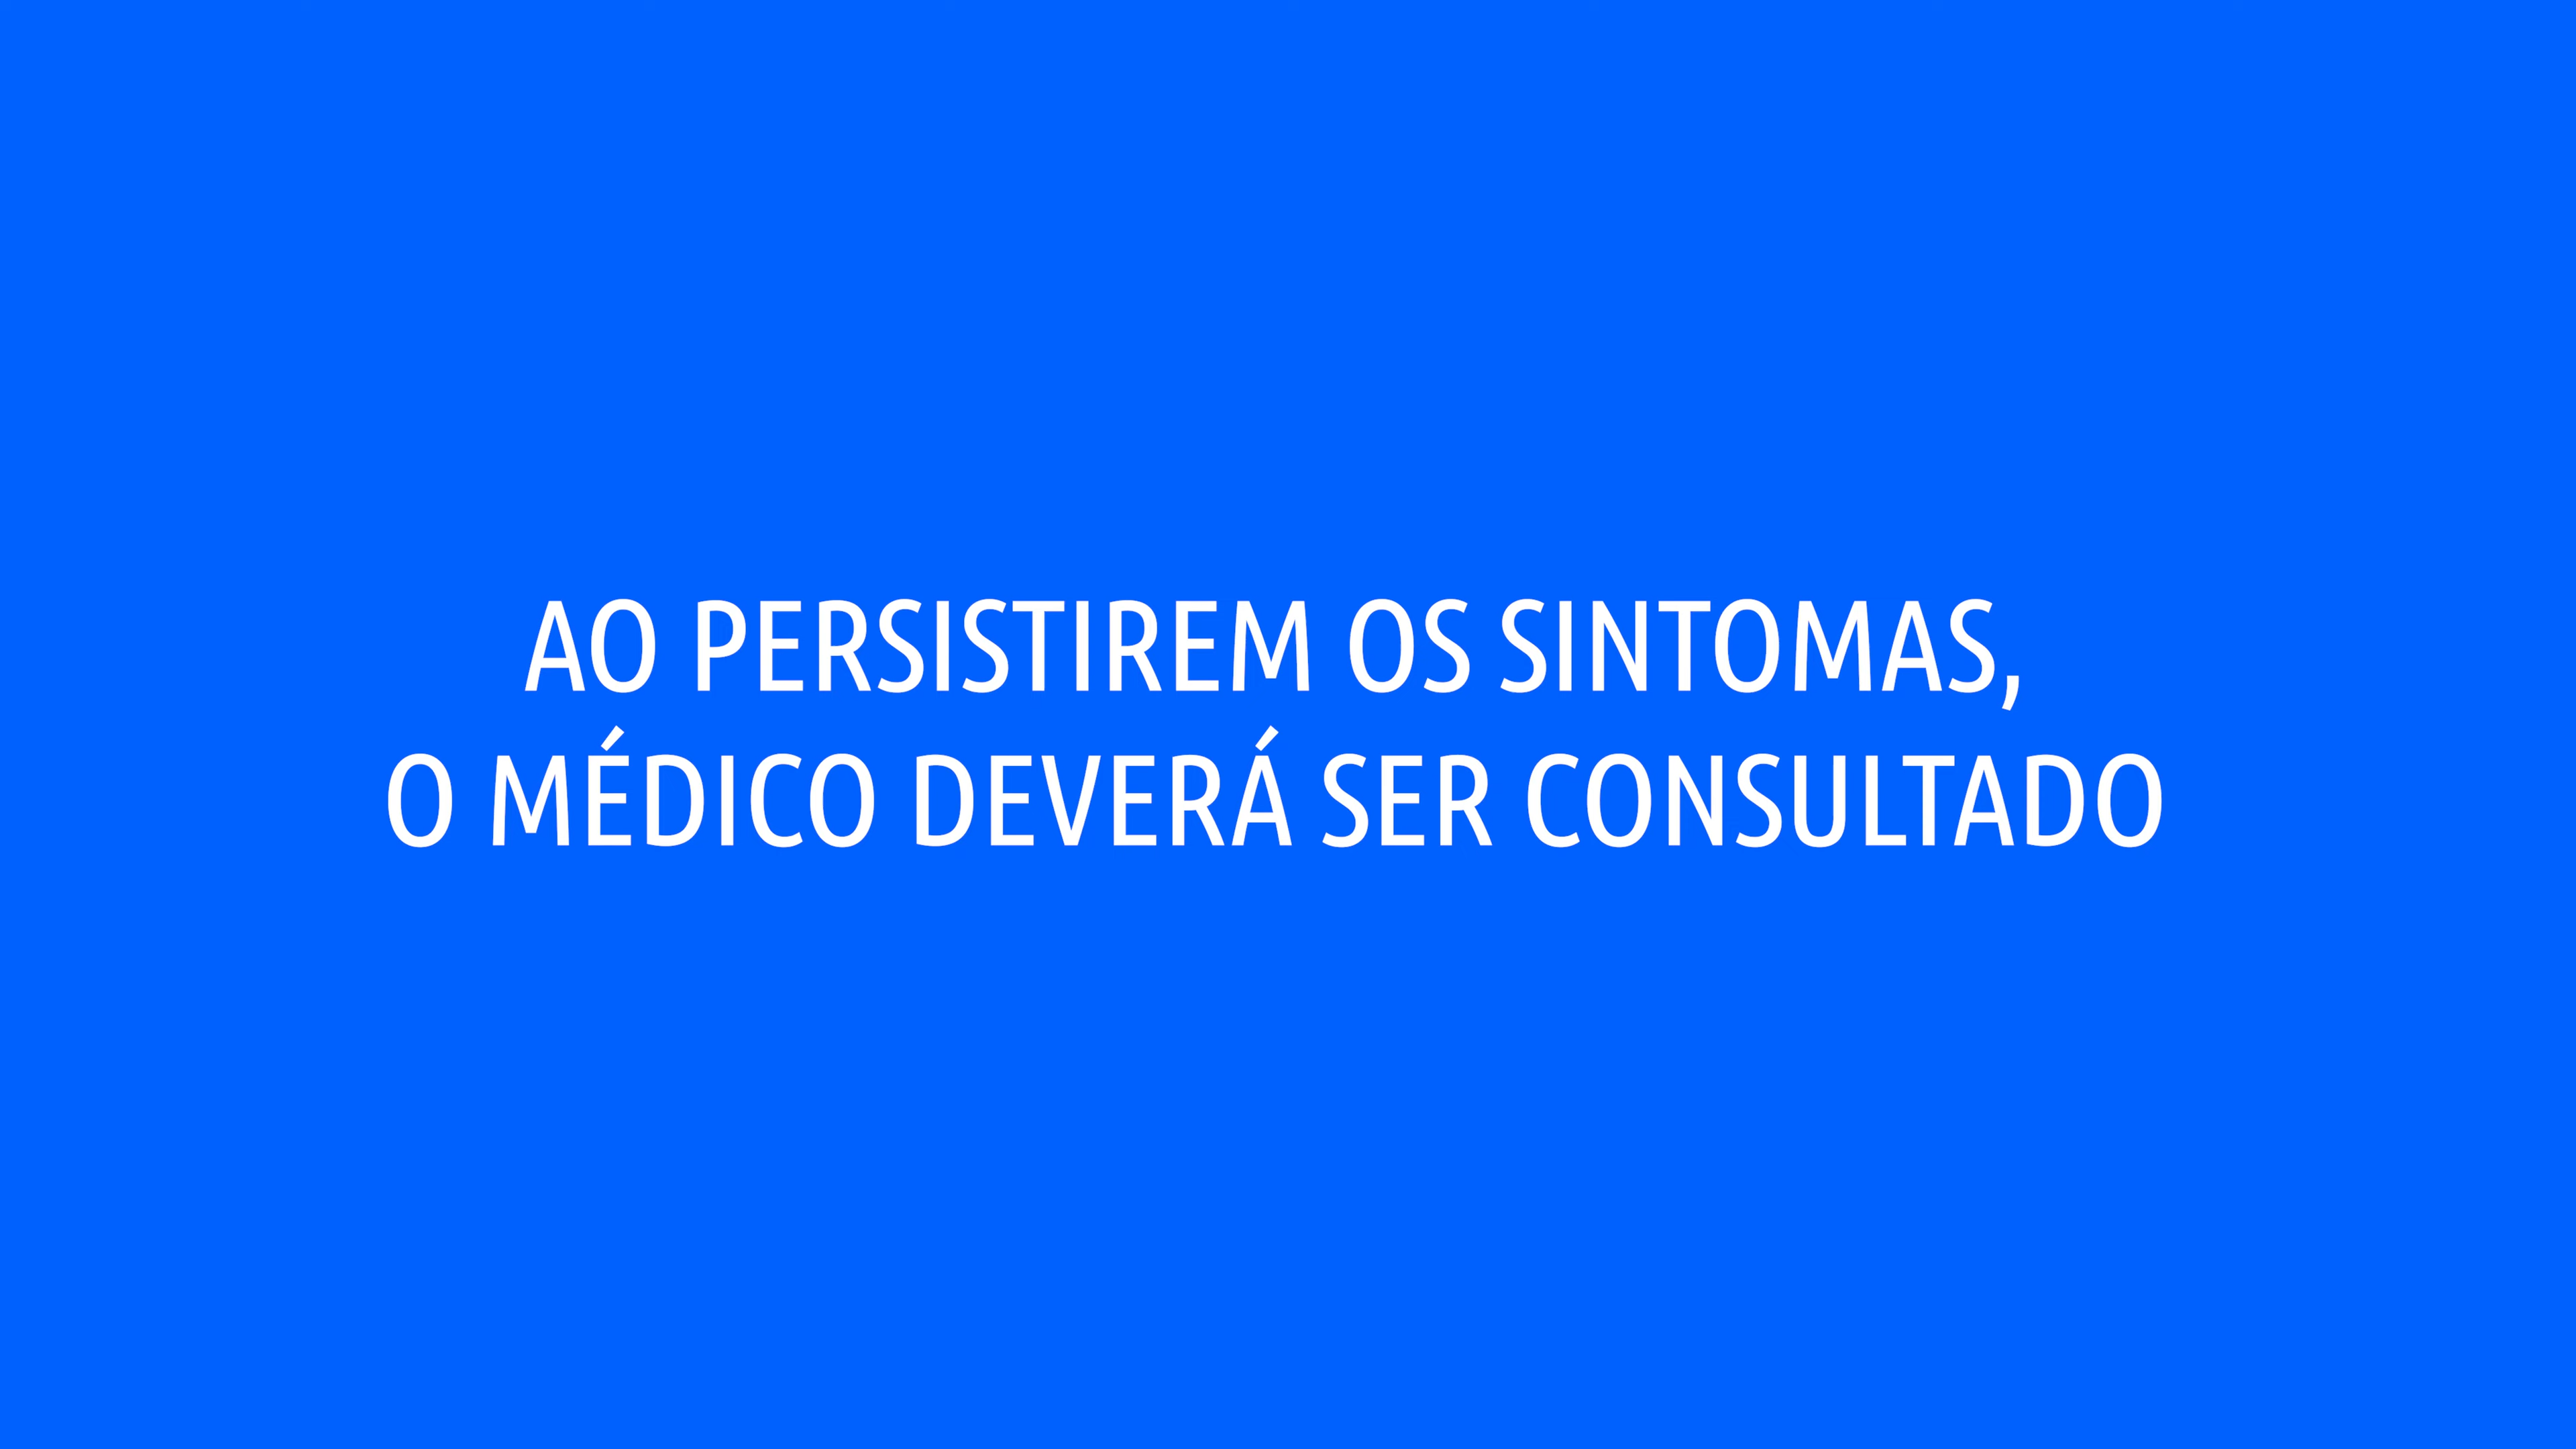 AO PERSISTIREM OS SINTOMAS,
O MÉDICO DEVERÁ SER CONSULTADO